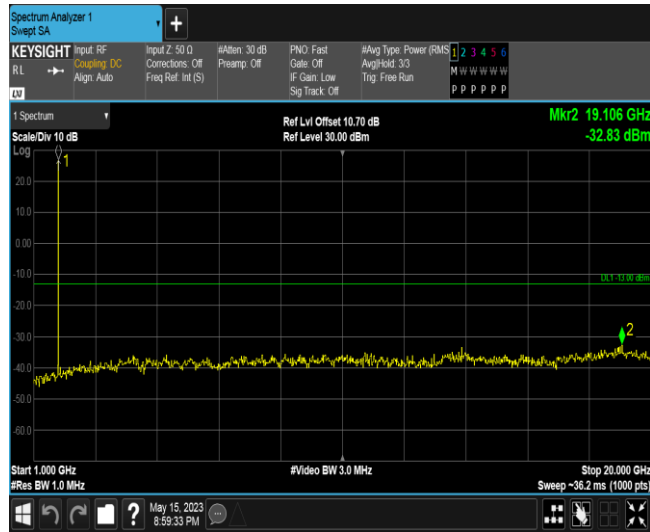 Spectrum Analyzer 1
Swept SA
KEYSIGHT
RL
LXI
Input: RF
Coupling: DC
Align: Auto
Input Z: 50 Ω
Corrections: Off
Freq Ref: Int (S)
#Atten: 30 dB
Preamp: Off
PNO: Fast
Gate: Off
IF Gain: Low
Sig Track: Off
#Avg Type: Power (RMS
Avg|Hold: 3/3
Trig: Free Run
1 2 3 4 5 6
M W W W W W
P P P P P P
1 Spectrum
Scale/Div 10 dB
Log
Ref Lvl Offset 10.70 dB
Ref Level 30.00 dBm
Mkr2 19.106 GHz
-32.83 dBm
1
20.0
10.0
0.00
-10.0
DL1 -13.00 dBm
-20.0
-30.0
2
-40.0
-50.0
-60.0
Start 1.000 GHz
#Video BW 3.0 MHz
Stop 20.000 GHz
#Res BW 1.0 MHz
Sweep ~36.2 ms (1000 pts)
?
May 15, 2023
8:59:33 PM